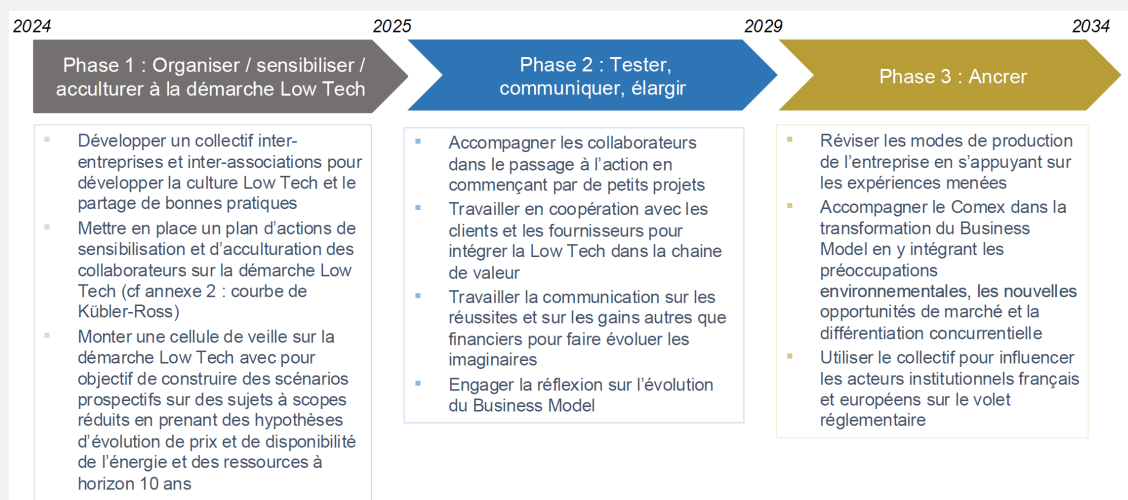 2024
2025
2029
2034
Phase 1 : Organiser / sensibiliser /
acculturer à la démarche Low Tech
Phase 2 : Tester,
communiquer, élargir
Phase 3 : Ancrer
Développer un collectif inter-
entreprises et inter-associations pour
développer la culture Low Tech et le
partage de bonnes pratiques
Mettre en place un plan d’actions de
sensibilisation et d’acculturation des
collaborateurs sur la démarche Low
Tech (cf annexe 2 : courbe de
Kübler-Ross)
Monter une cellule de veille sur la
démarche Low Tech avec pour
objectif de construire des scénarios
prospectifs sur des sujets à scopes
réduits en prenant des hypothèses
d’évolution de prix et de disponibilité
de l’énergie et des ressources à
horizon 10 ans
Accompagner les collaborateurs
dans le passage à l’action en
commençant par de petits projets
Travailler en coopération avec les
clients et les fournisseurs pour
intégrer la Low Tech dans la chaine
de valeur
Travailler la communication sur les
réussites et sur les gains autres que
financiers pour faire évoluer les
imaginaires
Engager la réflexion sur l’évolution
du Business Model
Réviser les modes de production
de l’entreprise en s’appuyant sur
les expériences menées
Accompagner le Comex dans la
transformation du Business
Model en y intégrant les
préoccupations
environnementales, les nouvelles
opportunités de marché et la
différentiation concurrentielle
Utiliser le collectif pour influencer
les acteurs institutionnels français
et européens sur le volet
réglementaire